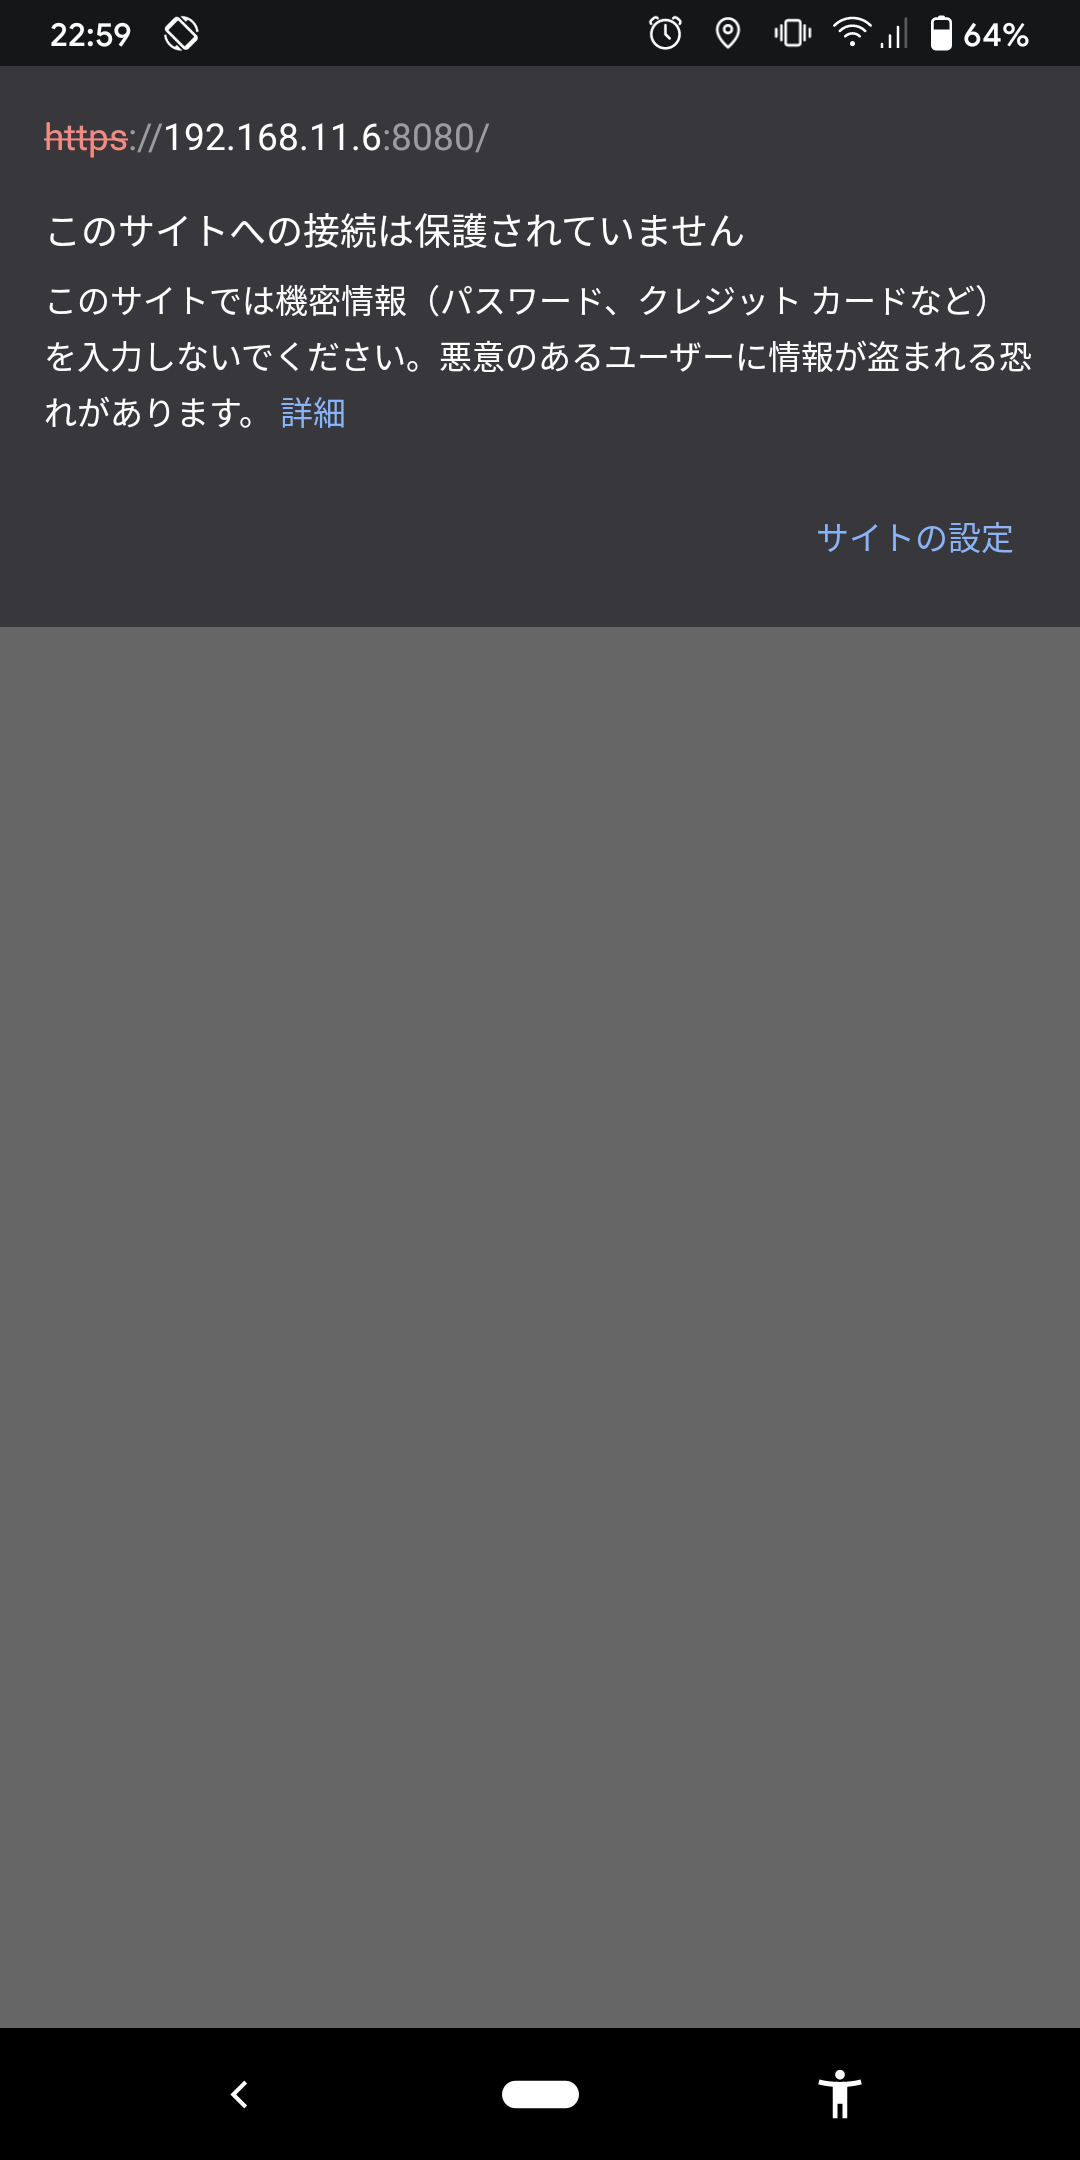 22:59
64%
https://192.168.11.6:8080/
このサイトへの接続は保護されていません
このサイトでは機密情報（パスワード、クレジット カードなど）
を入力しないでください。悪意のあるユーザーに情報が盗まれる恐
れがあります。 詳細
サイトの設定